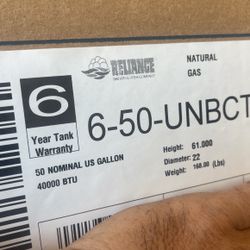 RELIANCE
NATURAL
GAS
6
Year Tank
Warranty
6-50-UNBCT
50 NOMINAL US GALLON
40000 BTU
Height: 61.000
Diameter: 22
Weight: 168.00 (Lbs)